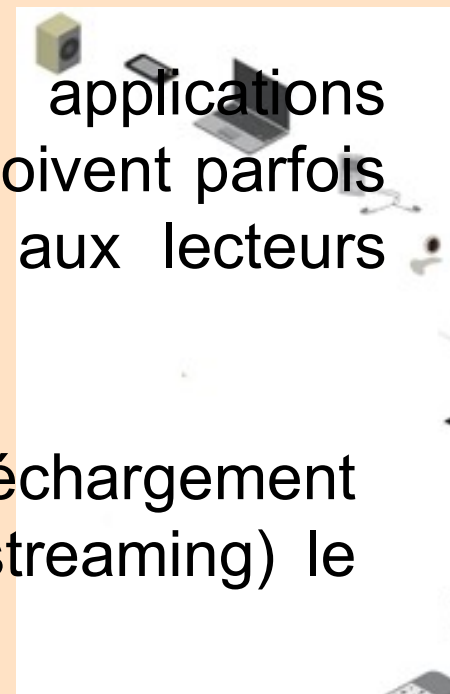 applications
oivent parfois
aux lecteurs
échargement
streaming) le